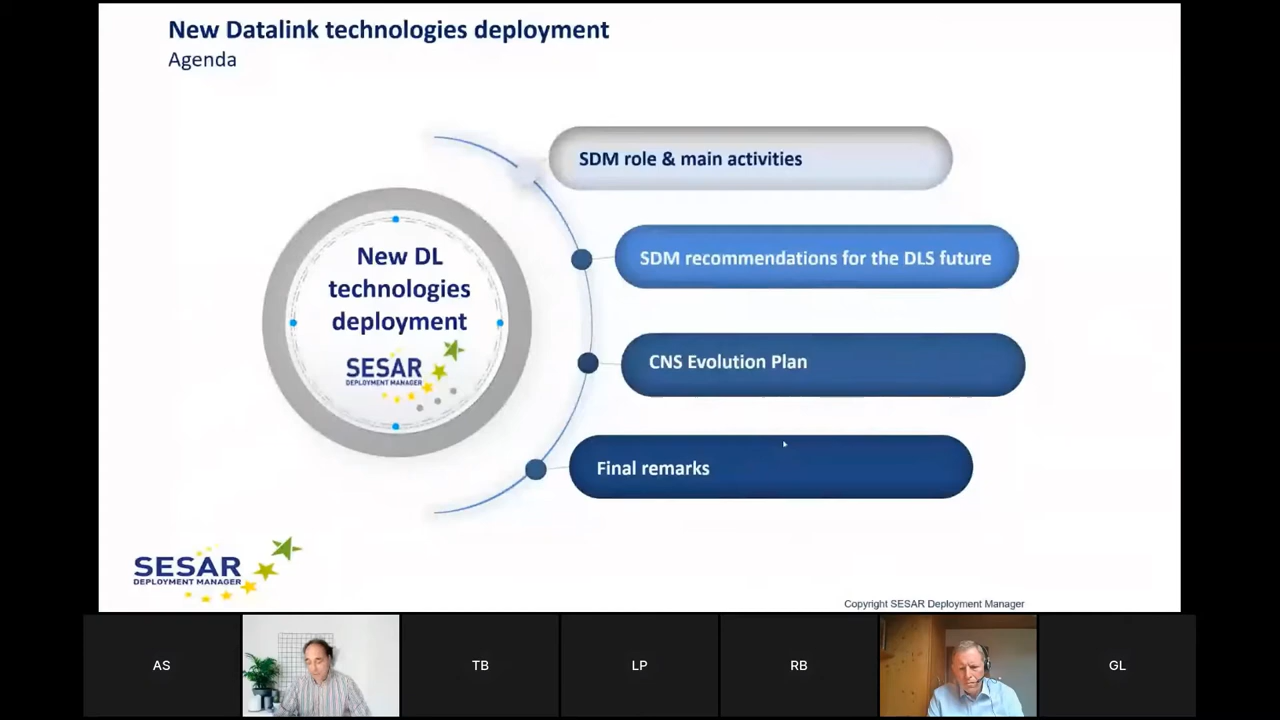 New Datalink technologies deployment
Agenda
SDM role & main activities
SDM recommendations for the DLS future
CNS Evolution Plan
Final remarks
New DL
technologies
deployment
SESAR
DEPLOYMENT MANAGER
SESAR
DEPLOYMENT MANAGER
Copyright SESAR Deployment Manager
AS
TB
LP
RB
GL